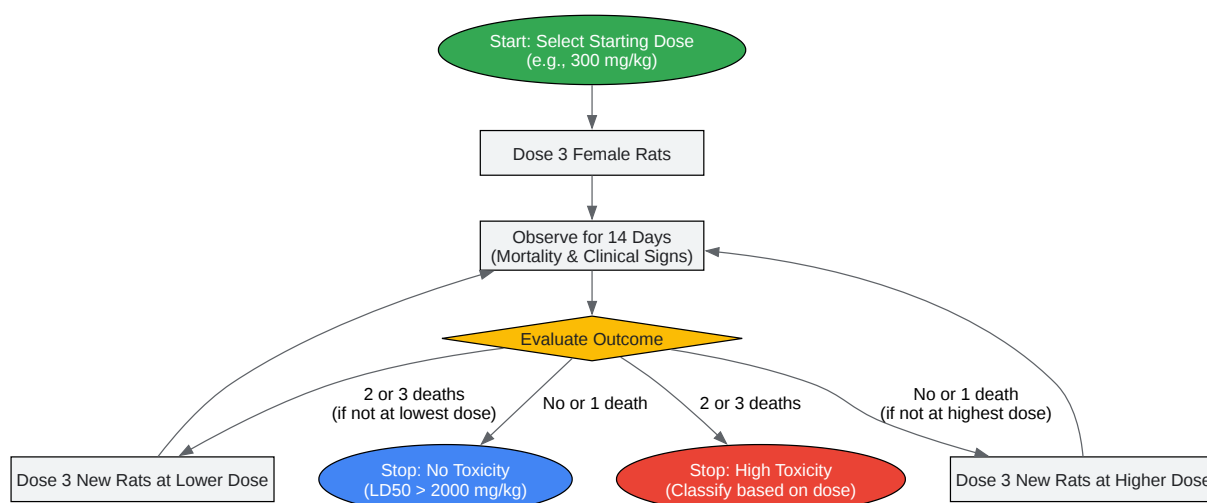 Start: Select Starting Dose
(e.g., 300 mg/kg)
Dose 3 Female Rats
Observe for 14 Days
(Mortality & Clinical Signs)
Evaluate Outcome
2 or 3 deaths
(if not at lowest dose)
No or 1 death
2 or 3 deaths
No or 1 death
(if not at highest dose)
Dose 3 New Rats at Lower Dose
Stop: No Toxicity
(LD50 > 2000 mg/kg)
Stop: High Toxicity
(Classify based on dose)
Dose 3 New Rats at Higher Dose